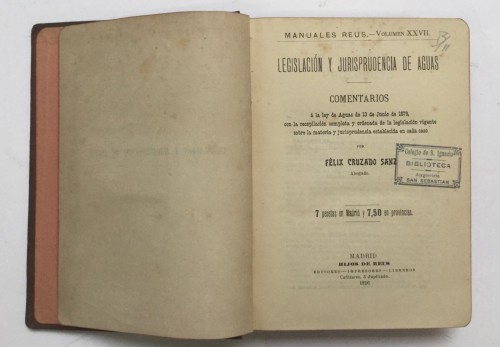 MANUALES REUS.—VOLUMEN XXVII.
LEGISLACIÓN Y JURISPRUDENCIA DE AGUAS
COMENTARIOS
á la ley de Aguas de 13 de Junio de 1879,
con la recopilación completa y ordenada de la legislación vigente
sobre la materia y jurisprudencia establecida en cada caso
POR
FÉLIX CRUZADO SANZ
Abogado.
Colegio de S. Ignacio
BIBLIOTECA
SAN SEBASTIAN
7 pesetas en Madrid y 7,50 en provincias.
MADRID
HIJOS DE REUS
EDITORES—IMPRESORES—LIBREROS
Cañizares, 3 duplicado.